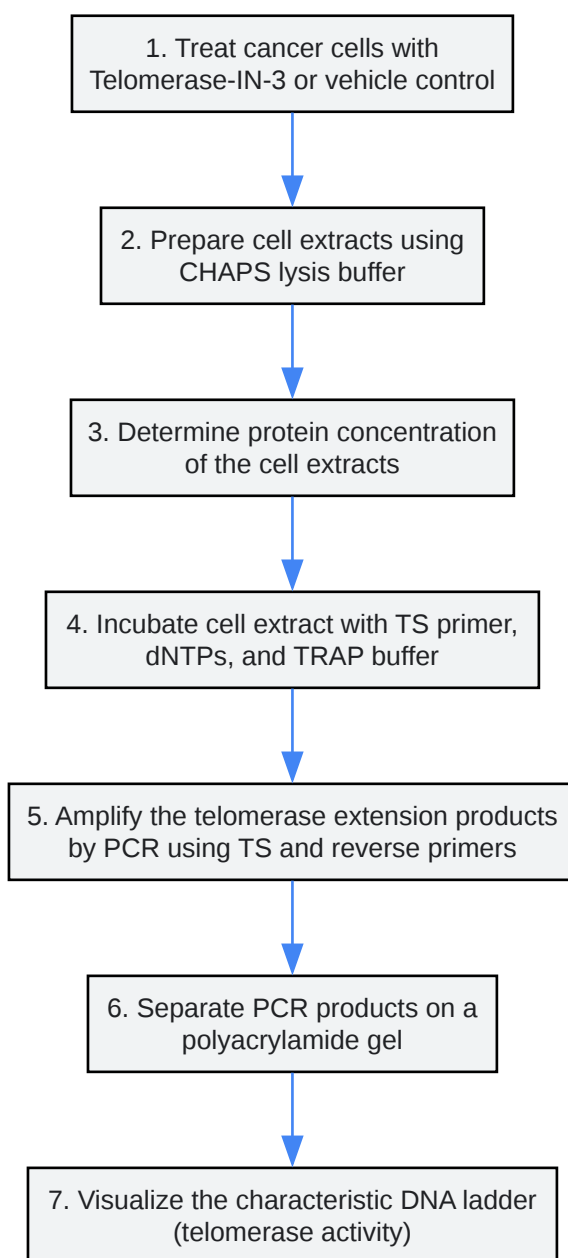 1. Treat cancer cells with
Telomerase-IN-3 or vehicle control
2. Prepare cell extracts using
CHAPS lysis buffer
3. Determine protein concentration
of the cell extracts
4. Incubate cell extract with TS primer,
dNTPs, and TRAP buffer
5. Amplify the telomerase extension products
by PCR using TS and reverse primers
6. Separate PCR products on a
polyacrylamide gel
7. Visualize the characteristic DNA ladder
(telomerase activity)